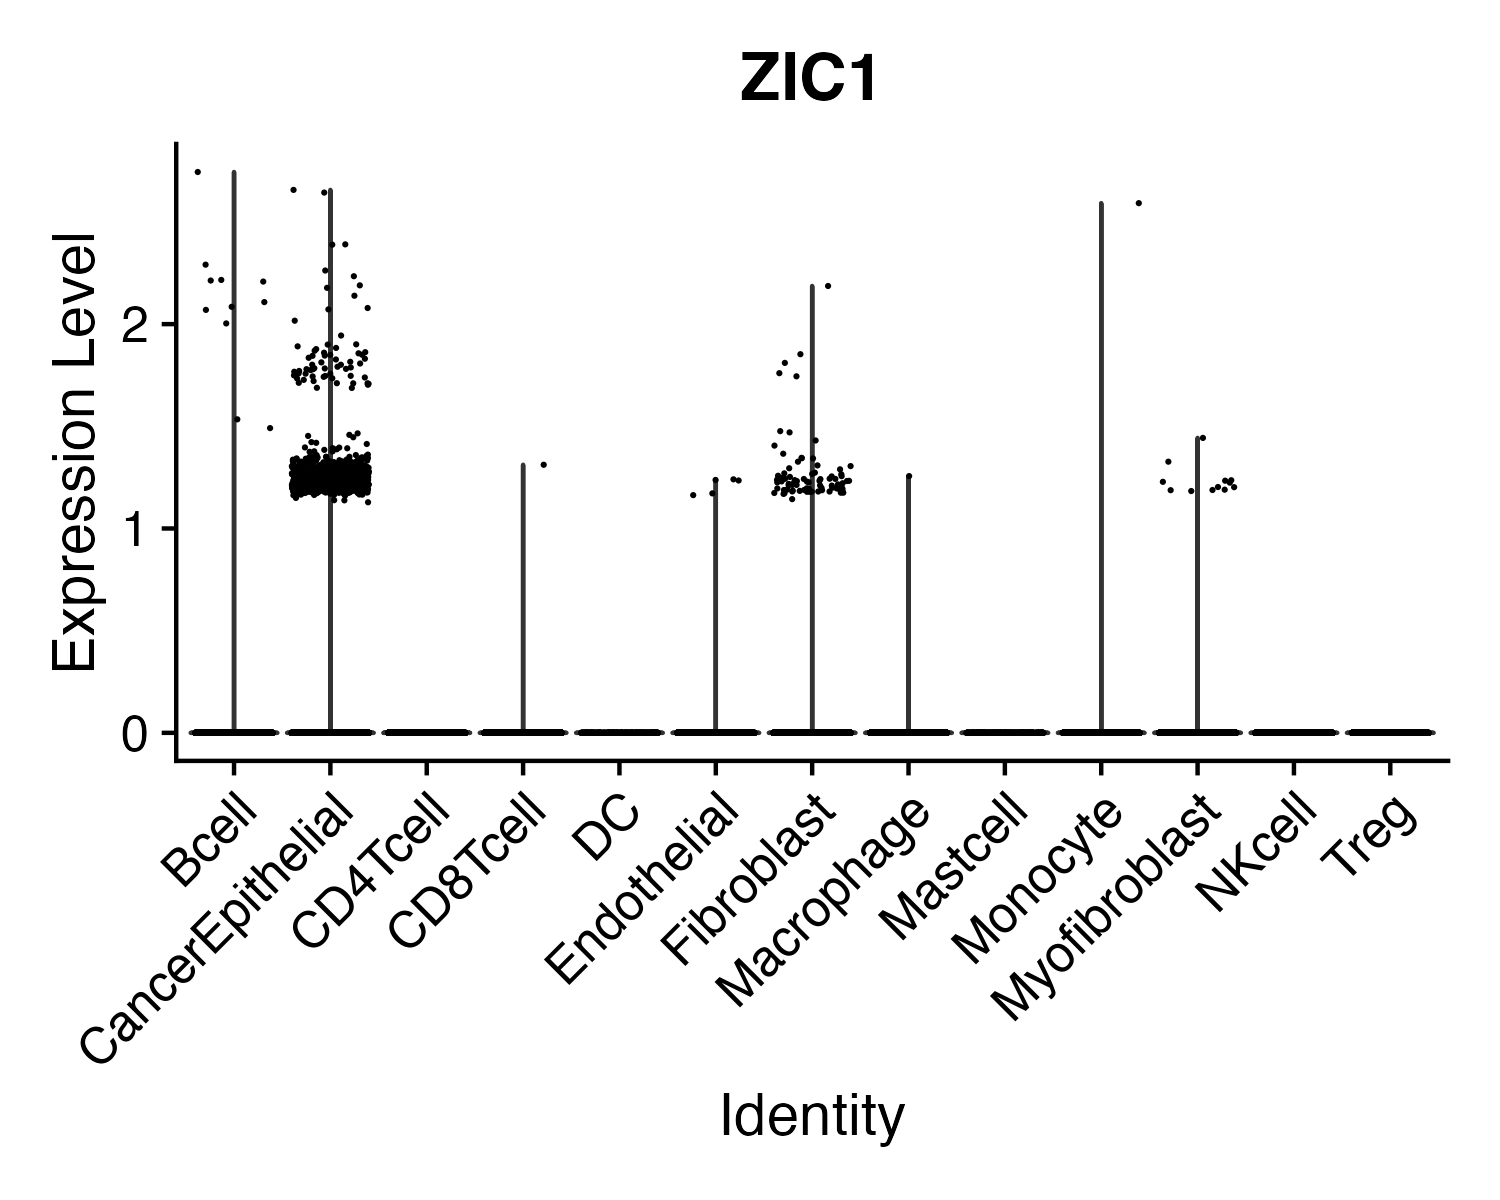 ZIC1
Expression Level
2
1
0
Bcell
CancerEpithelial
CD4Tcell
CD8Tcell
DC
Endothelial
Fibroblast
Macrophage
Mastcell
Monocyte
Myofibroblast
NKcell
Treg
Identity